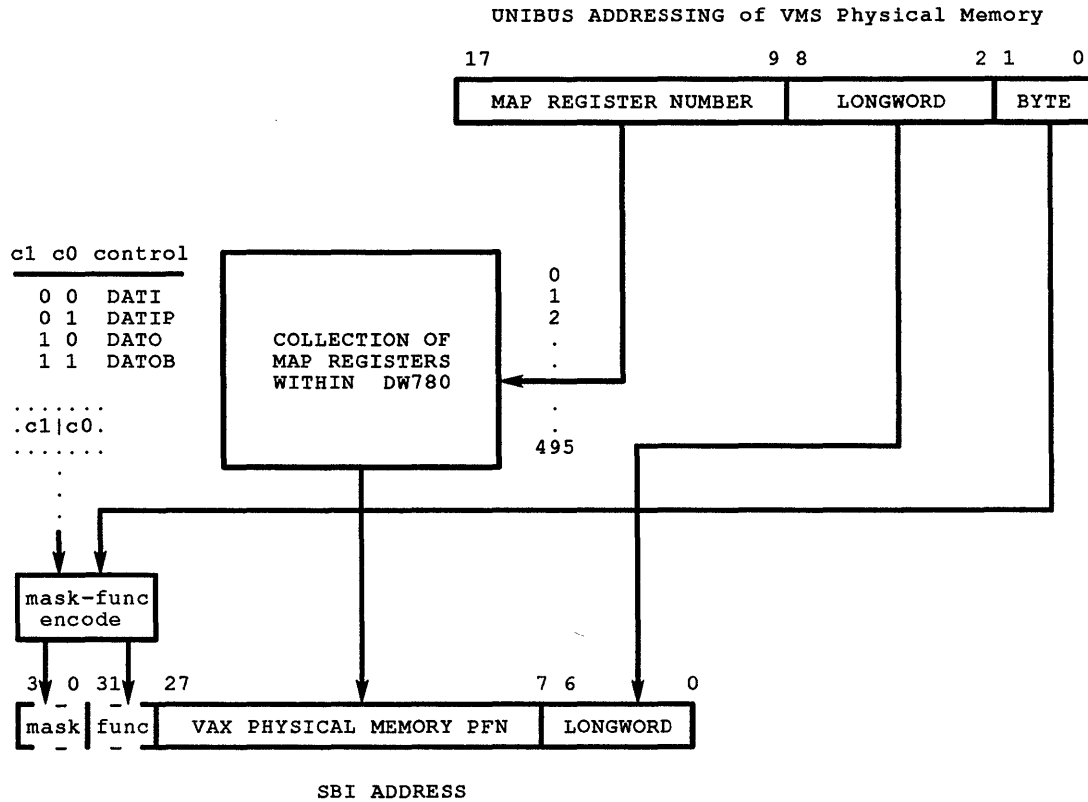 UNIBUS ADDRESSING of VMS Physical Memory
17 9 8 2 1 0
MAP REGISTER NUMBER LONGWORD BYTE
c1 c0 control
0 0 DATI
0 1 DATIP
1 0 DATO
1 1 DATOB
COLLECTION OF
MAP REGISTERS
WITHIN DW780
0
1
2
.
.
.
.
495
.......
.c1|c0.
.......
.
.
.
mask-func
encode
3 0 31 27 7 6 0
mask func VAX PHYSICAL MEMORY PFN LONGWORD
SBI ADDRESS